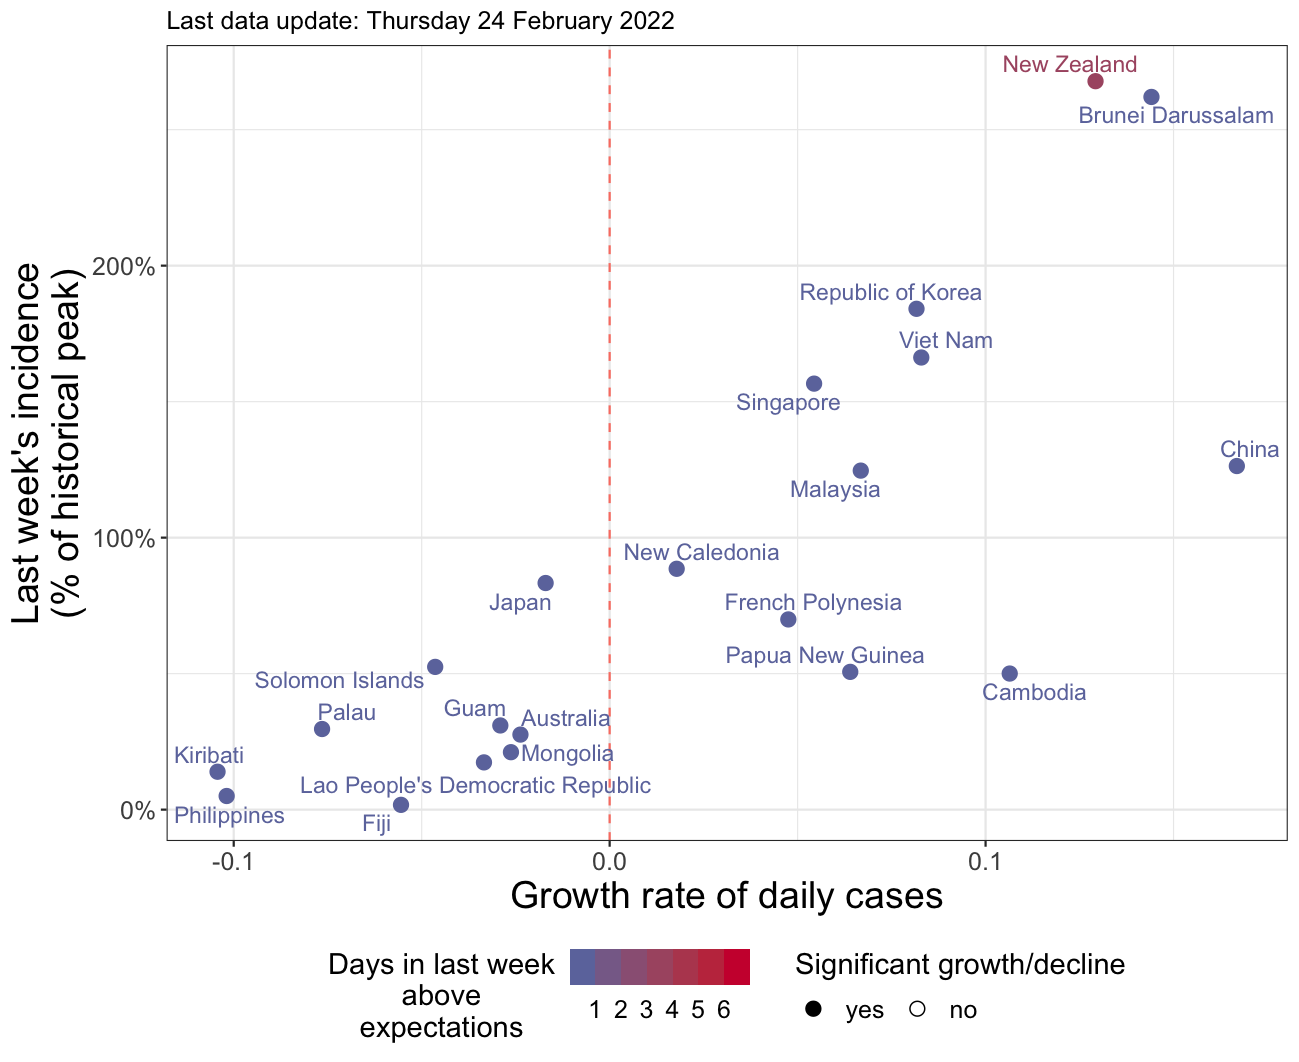 Last data update: Thursday 24 February 2022
New Zealand
Brunei Darussalam
200%
Republic of Korea
Viet Nam
Singapore
China
Malaysia
Last week's incidence
(% of historical peak)
100%
New Caledonia
Japan
French Polynesia
Papua New Guinea
Solomon Islands
Cambodia
Palau
Guam
Australia
Kiribati
Mongolia
Lao People's Democratic Republic
0%
Philippines
Fiji
-0.1
0.0
0.1
Growth rate of daily cases
Days in last week
above
expectations
1 2 3 4 5 6
Significant growth/decline
yes
no